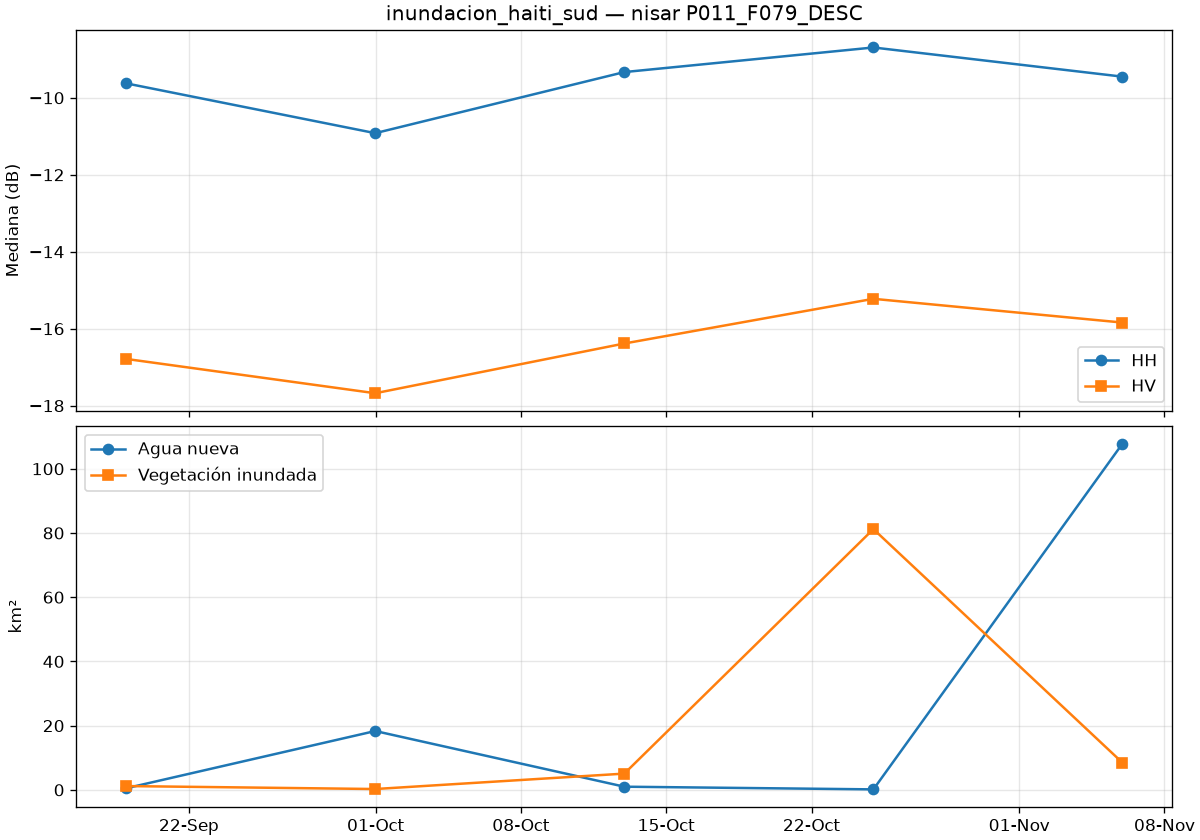 inundacion_haiti_sud — nisar P011_F079_DESC
Mediana (dB)
−10
−12
−14
−16
−18
HH
HV
Agua nueva
Vegetación inundada
km²
100
80
60
40
20
0
22-Sep 01-Oct 08-Oct 15-Oct 22-Oct 01-Nov 08-Nov